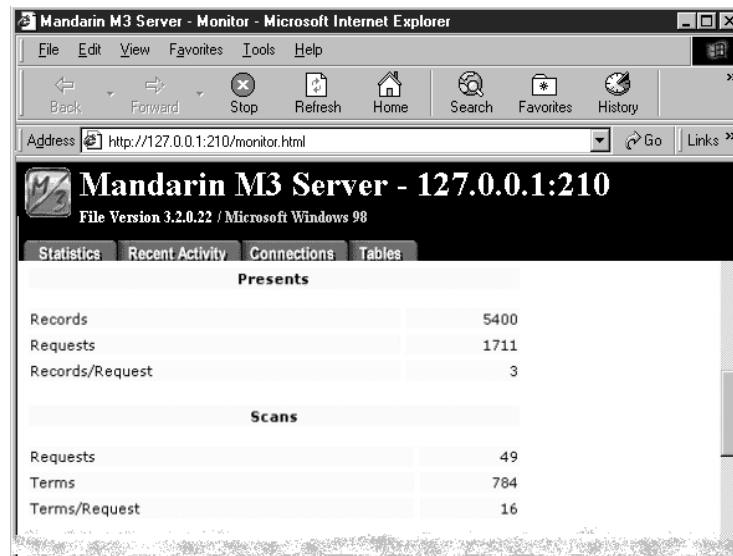 Mandarin M3 Server - Monitor - Microsoft Internet Explorer
File Edit View Favorites Tools Help
Back Forward Stop Refresh Home Search Favorites History »
Address http://127.0.0.1:210/monitor.html Go Links »
M/3 Mandarin M3 Server - 127.0.0.1:210
File Version 3.2.0.22 / Microsoft Windows 98
Statistics Recent Activity Connections Tables
Presents
Records 5400
Requests 1711
Records/Request 3
Scans
Requests 49
Terms 784
Terms/Request 16